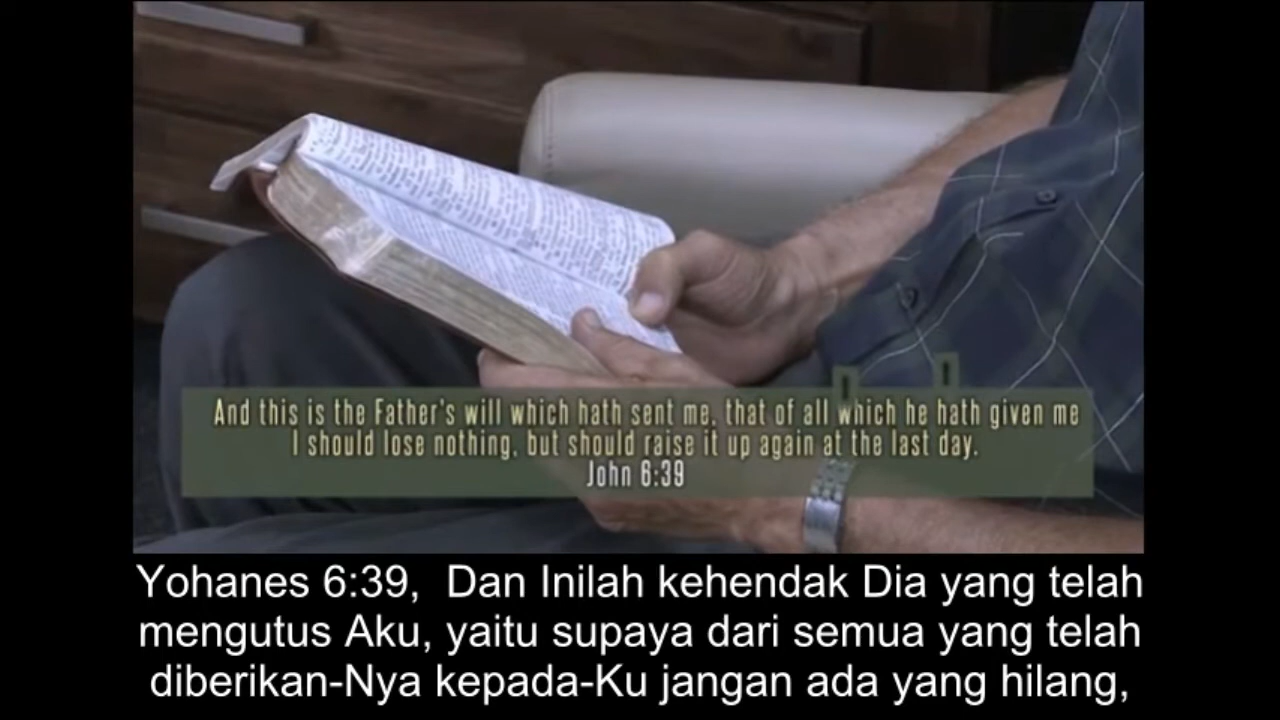 And this is the Father's will which hath sent me, that of all which he hath given me
I should lose nothing, but should raise it up again at the last day.
John 6:39
Yohanes 6:39,  Dan Inilah kehendak Dia yang telah
mengutus Aku, yaitu supaya dari semua yang telah
diberikan-Nya kepada-Ku jangan ada yang hilang,